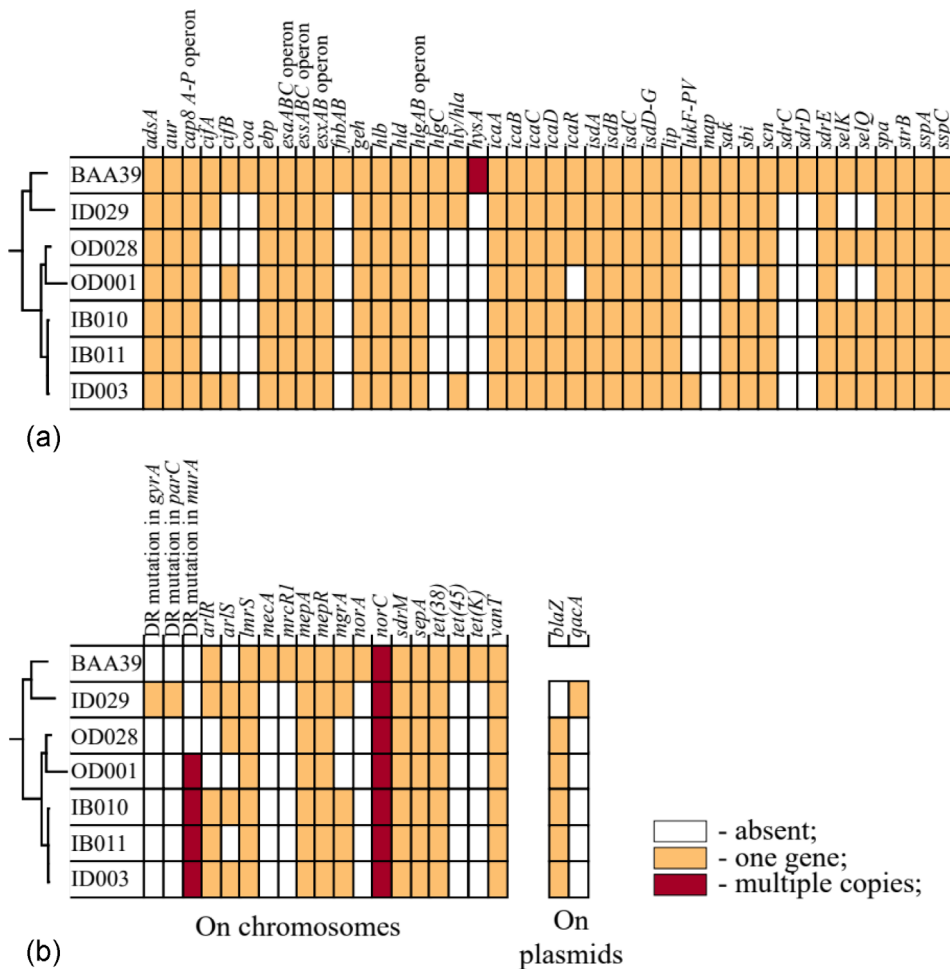 (a)
adsA
aur
cap8 A-P operon
cifA
cifB
coa
ebp
esaABC operon
essABC operon
esxAB operon
fnbAB
geh
hlb
hld
hlgAB operon
hlgC
hly/hla
hysA
icaA
icaB
icaC
icaD
icaR
isdA
isdB
isdC
isdD-G
lip
lukF-PV
map
sak
sbi
scn
sdrC
sdrD
sdrE
selK
selQ
spa
srrB
sspA
sspC
BAA39
ID029
OD028
OD001
IB010
IB011
ID003
(b)
DR mutation in gyrA
DR mutation in parC
DR mutation in murA
arlR
arlS
lmrS
mecA
mrcR1
mepA
mepR
mgrA
norA
norC
sdrM
sepA
tet(38)
tet(45)
tet(K)
vanT
blaZ
qacA
BAA39
ID029
OD028
OD001
IB010
IB011
ID003
On chromosomes
On
plasmids
- absent;
- one gene;
- multiple copies;